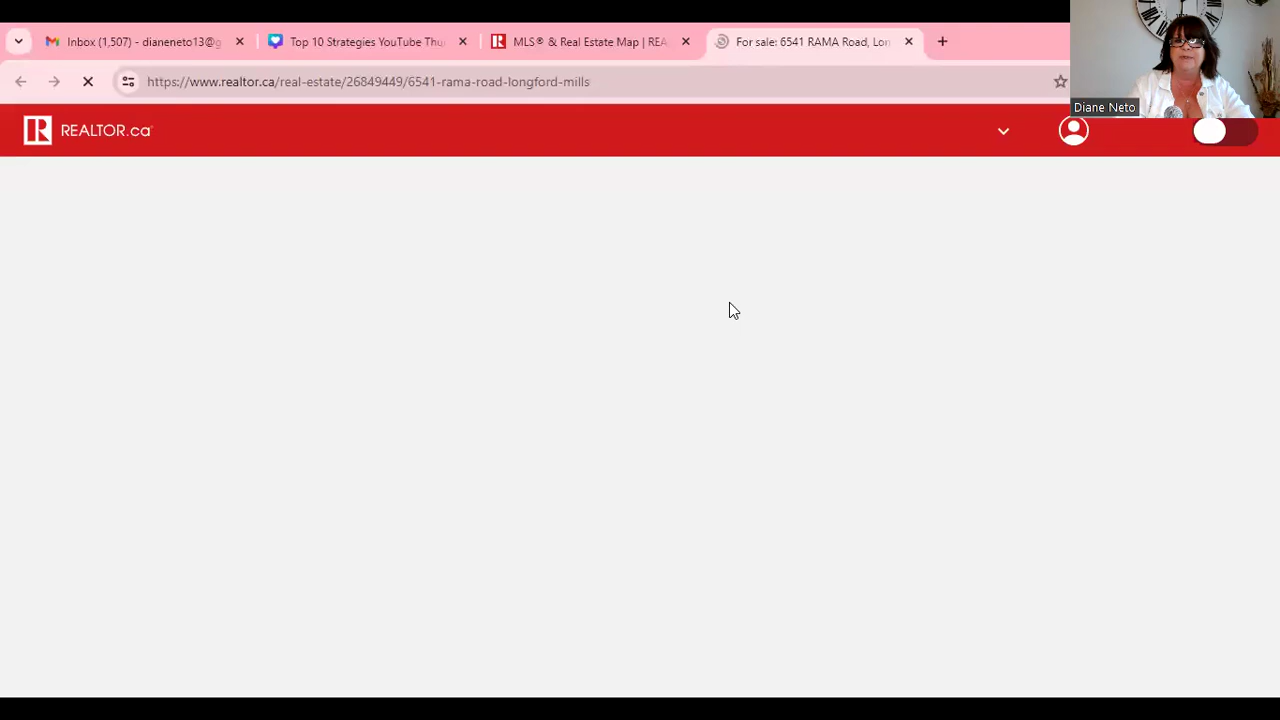 Inbox (1,507) - dianeneto13@g
Top 10 Strategies YouTube Thu
MLS® & Real Estate Map | REA
For sale: 6541 RAMA Road, Lon
https://www.realtor.ca/real-estate/26849449/6541-rama-road-longford-mills
Diane Neto
REALTOR.ca